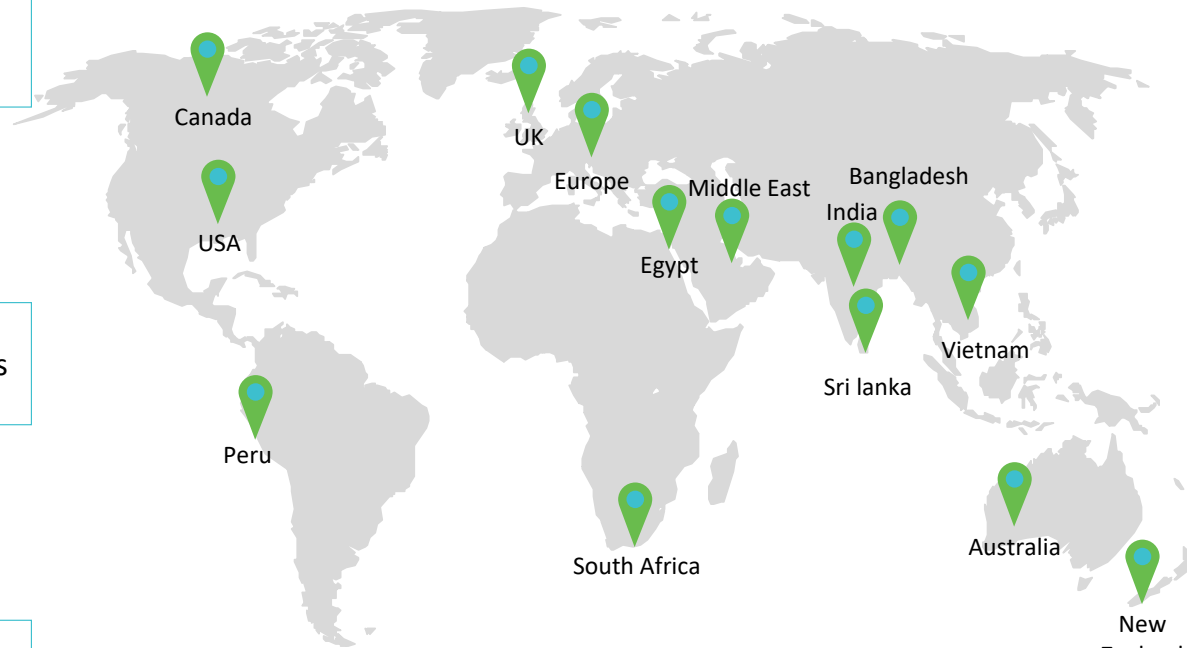 Canada
UK
Europe
Middle East
Bangladesh
India
USA
Egypt
Vietnam
s
Sri lanka
Peru
Australia
South Africa
New